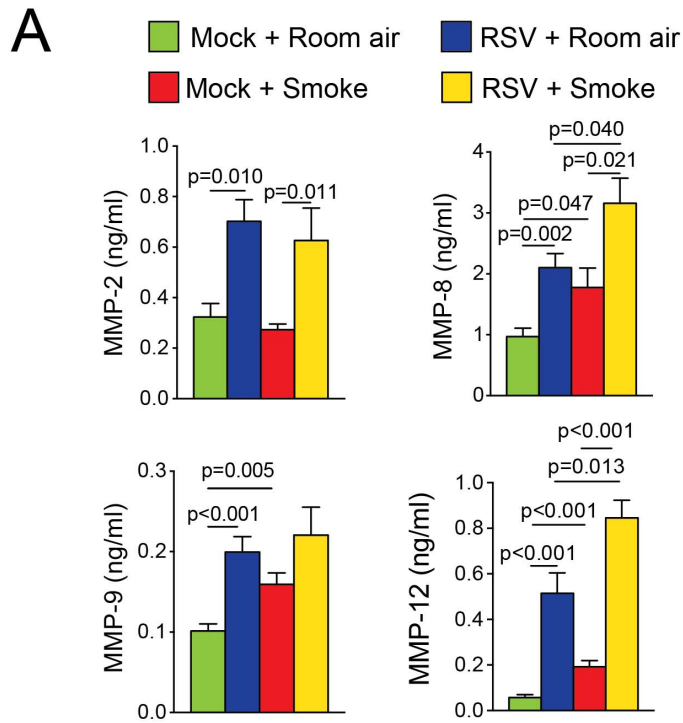 A
Mock + Room air
RSV + Room air
Mock + Smoke
RSV + Smoke
MMP-2 (ng/ml)
1.0
0.8
0.6
0.4
0.2
0.0
p=0.010
p=0.011
MMP-8 (ng/ml)
4
3
2
1
0
p=0.040
p=0.021
p=0.047
p=0.002
MMP-9 (ng/ml)
0.3
0.2
0.1
0.0
p=0.005
p<0.001
MMP-12 (ng/ml)
1.0
0.8
0.6
0.4
0.2
0.0
p<0.001
p=0.013
p<0.001
p<0.001